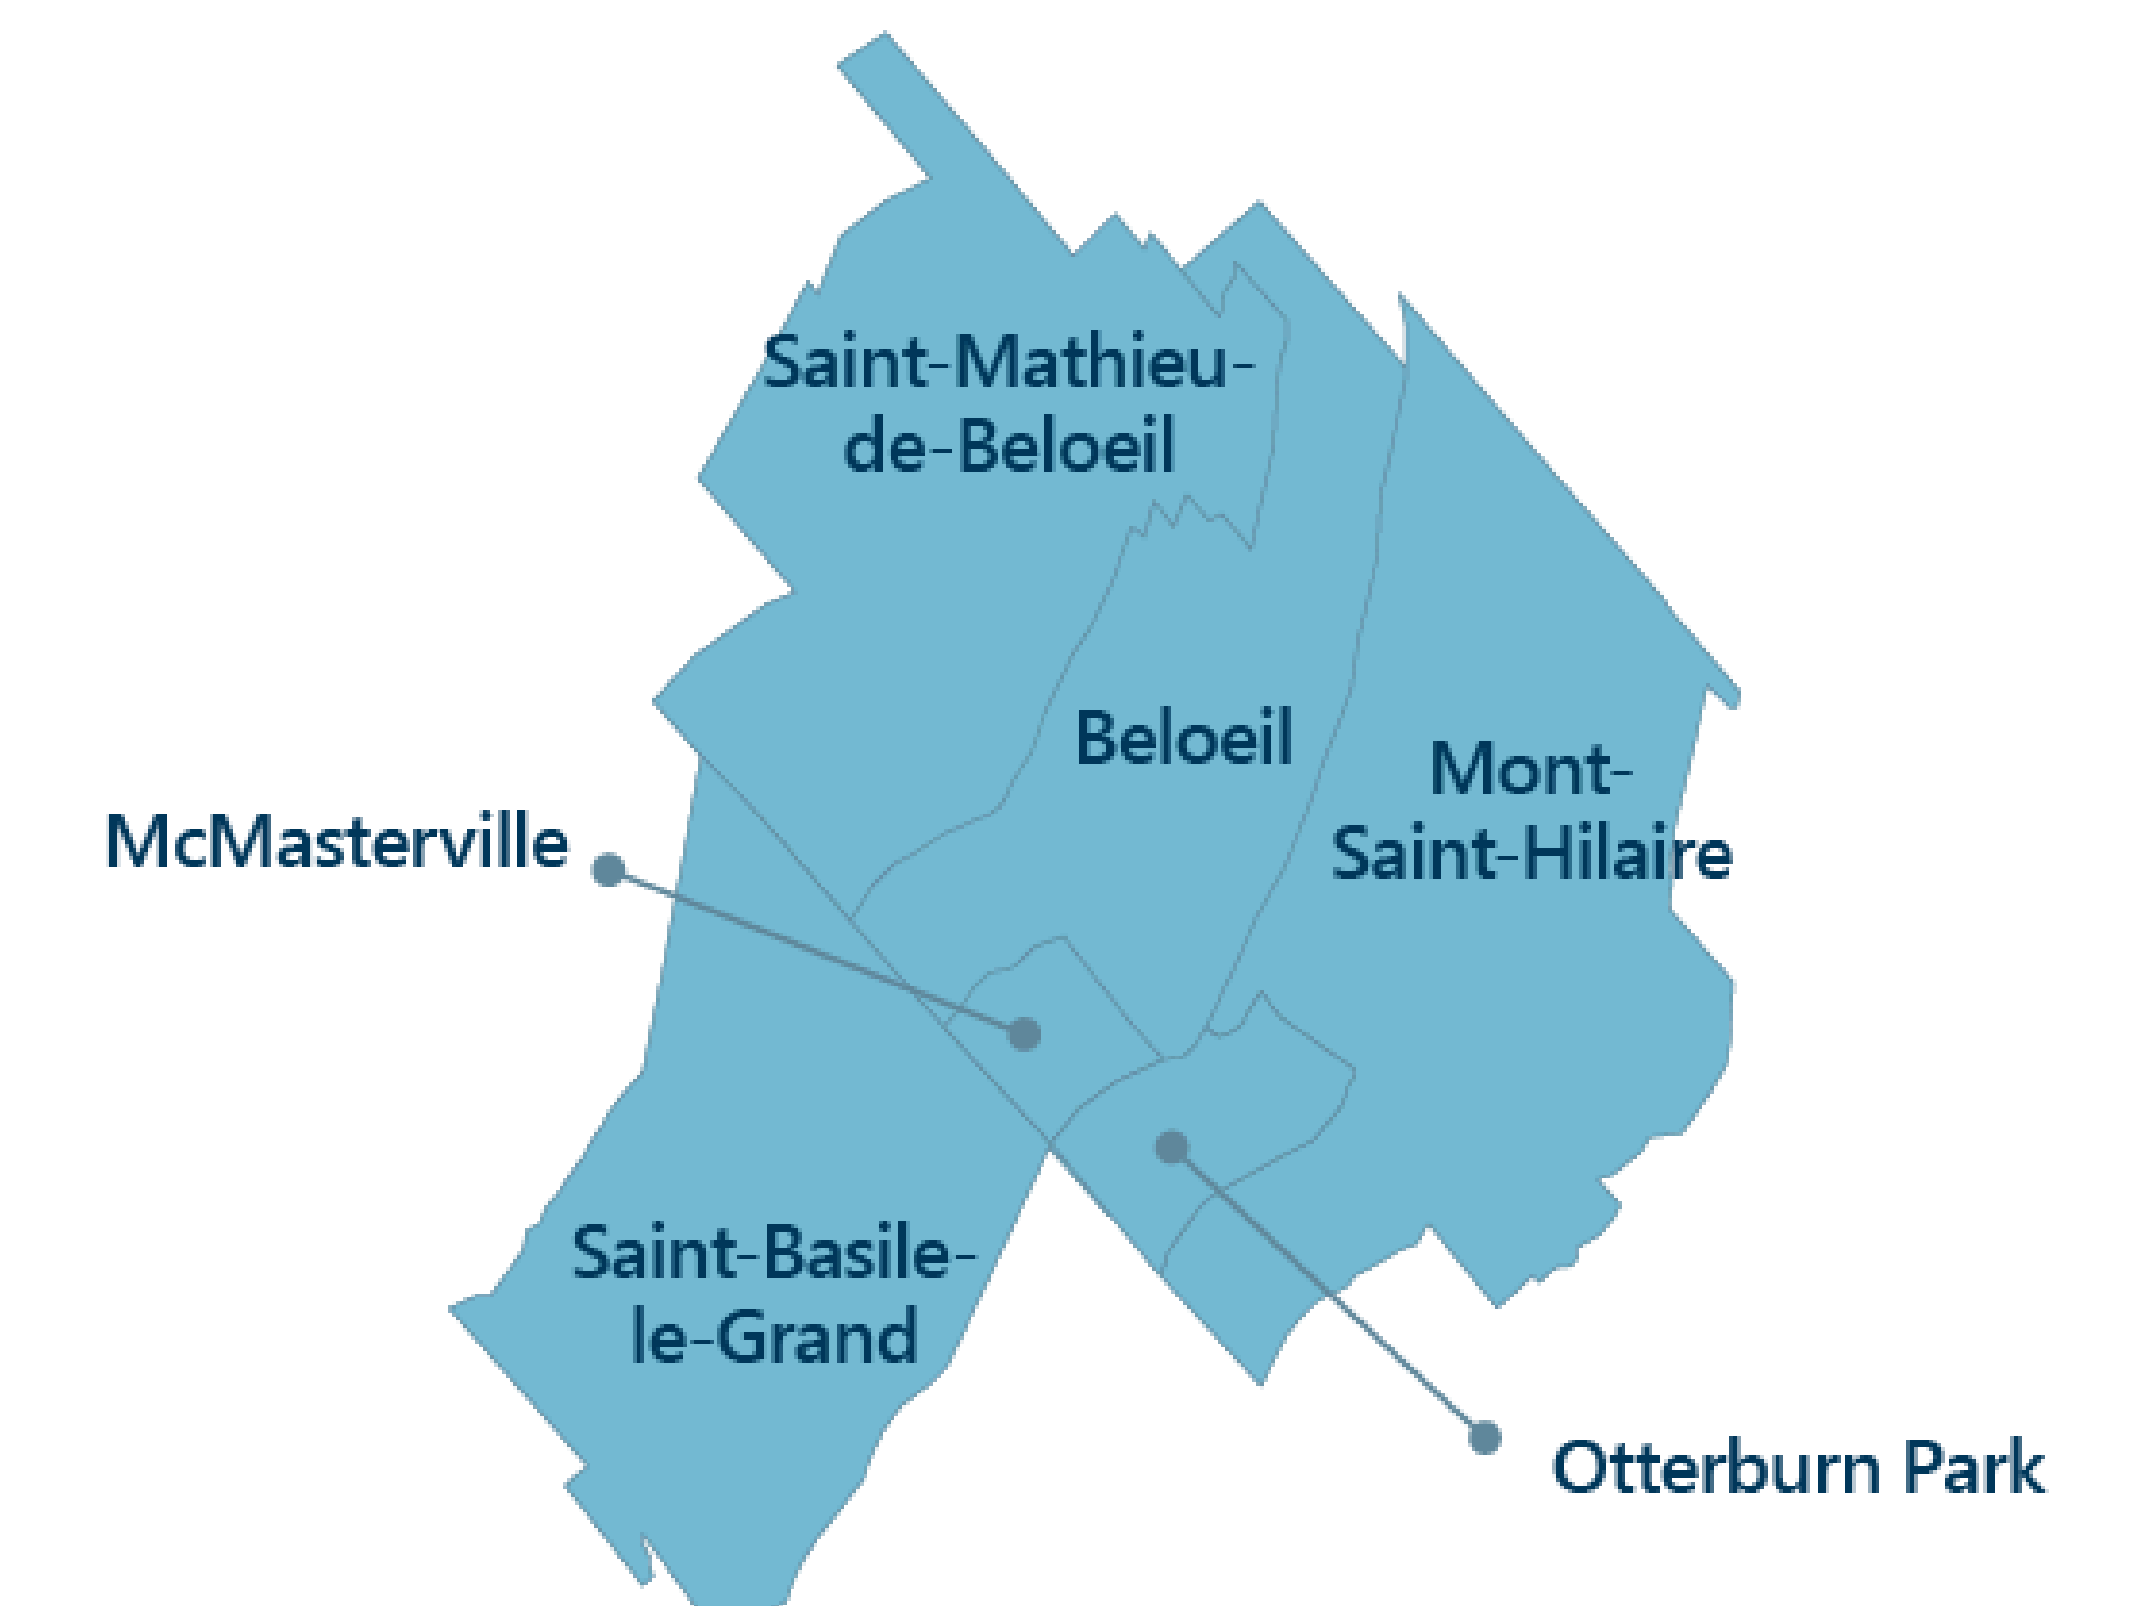 Saint-Mathieu-
de-Beloeil
Beloeil
Mont-
Saint-Hilaire
McMasterville
Saint-Basile-
le-Grand
Otterburn Park